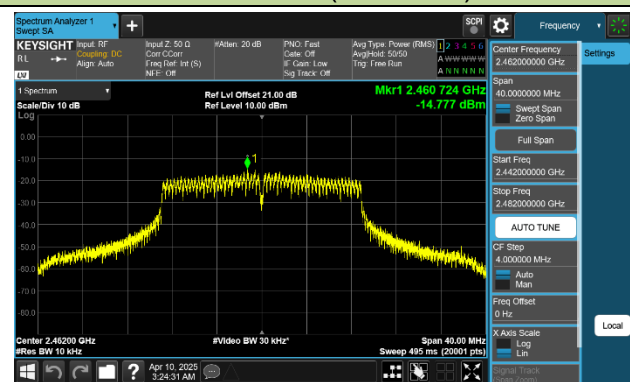 Spectrum Analyzer 1
Swept SA
+
SCPI
Frequency
KEYSIGHT
RL
Input: RF
Coupling: DC
Align: Auto
Input Z: 50 Ω
Corr CCorr
Freq Ref: Int (S)
NFE: Off
#Atten: 20 dB
PNO: Fast
Gate: Off
IF Gain: Low
Sig Track: Off
Avg Type: Power (RMS)
Avg|Hold: 50/50
Trig: Free Run
1 2 3 4 5 6
A W W W W W
A N N N N N
LW
1 Spectrum
Scale/Div 10 dB
Log
Ref Lvl Offset 21.00 dB
Ref Level 10.00 dBm
Mkr1 2.460 724 GHz
-14.777 dBm
1
0.00
-10.0
-20.0
-30.0
-40.0
-50.0
-60.0
-70.0
-80.0
Center 2.46200 GHz
#Res BW 10 kHz
#Video BW 30 kHz*
Span 40.00 MHz
Sweep 495 ms (20001 pts)
Center Frequency
2.462000000 GHz
Settings
Span
40.0000000 MHz
Swept Span
Zero Span
Full Span
Start Freq
2.442000000 GHz
Stop Freq
2.482000000 GHz
AUTO TUNE
CF Step
4.000000 MHz
Auto
Man
Freq Offset
0 Hz
X Axis Scale
Log
Lin
Local
Signal Track
(Span Zoom)
?
Apr 10, 2025
3:24:31 AM